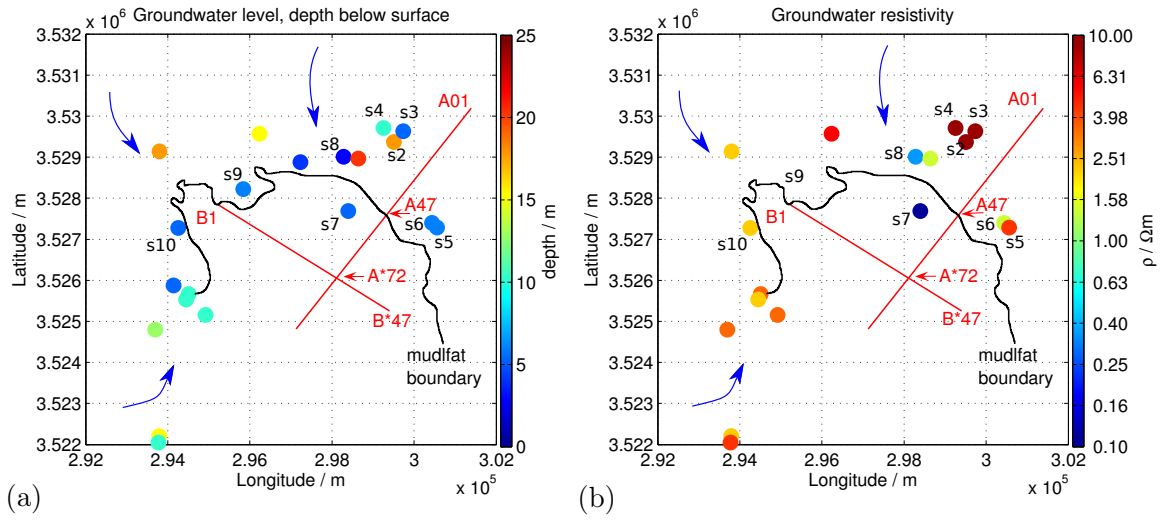 Groundwater level, depth below surface
x 10^6
3.532
3.531
3.53
3.529
3.528
3.527
3.526
3.525
3.524
3.523
3.522
Latitude / m
2.92
2.94
2.96
2.98
3
3.02
Longitude / m
x 10^5
A01
s4
s3
s2
s8
s9
s7
A47
s6
s5
B1
s10
A*72
B*47
mudlfat
boundary
25
20
15
10
5
0
depth / m
(a)
Groundwater resistivity
x 10^6
3.532
3.531
3.53
3.529
3.528
3.527
3.526
3.525
3.524
3.523
3.522
Latitude / m
2.92
2.94
2.96
2.98
3
3.02
Longitude / m
x 10^5
A01
s4
s3
s2
s8
s9
s7
A47
s6
s5
B1
s10
A*72
B*47
mudlfat
boundary
10.00
6.31
3.98
2.51
1.58
1.00
0.63
0.40
0.25
0.16
0.10
ρ / Ωm
(b)